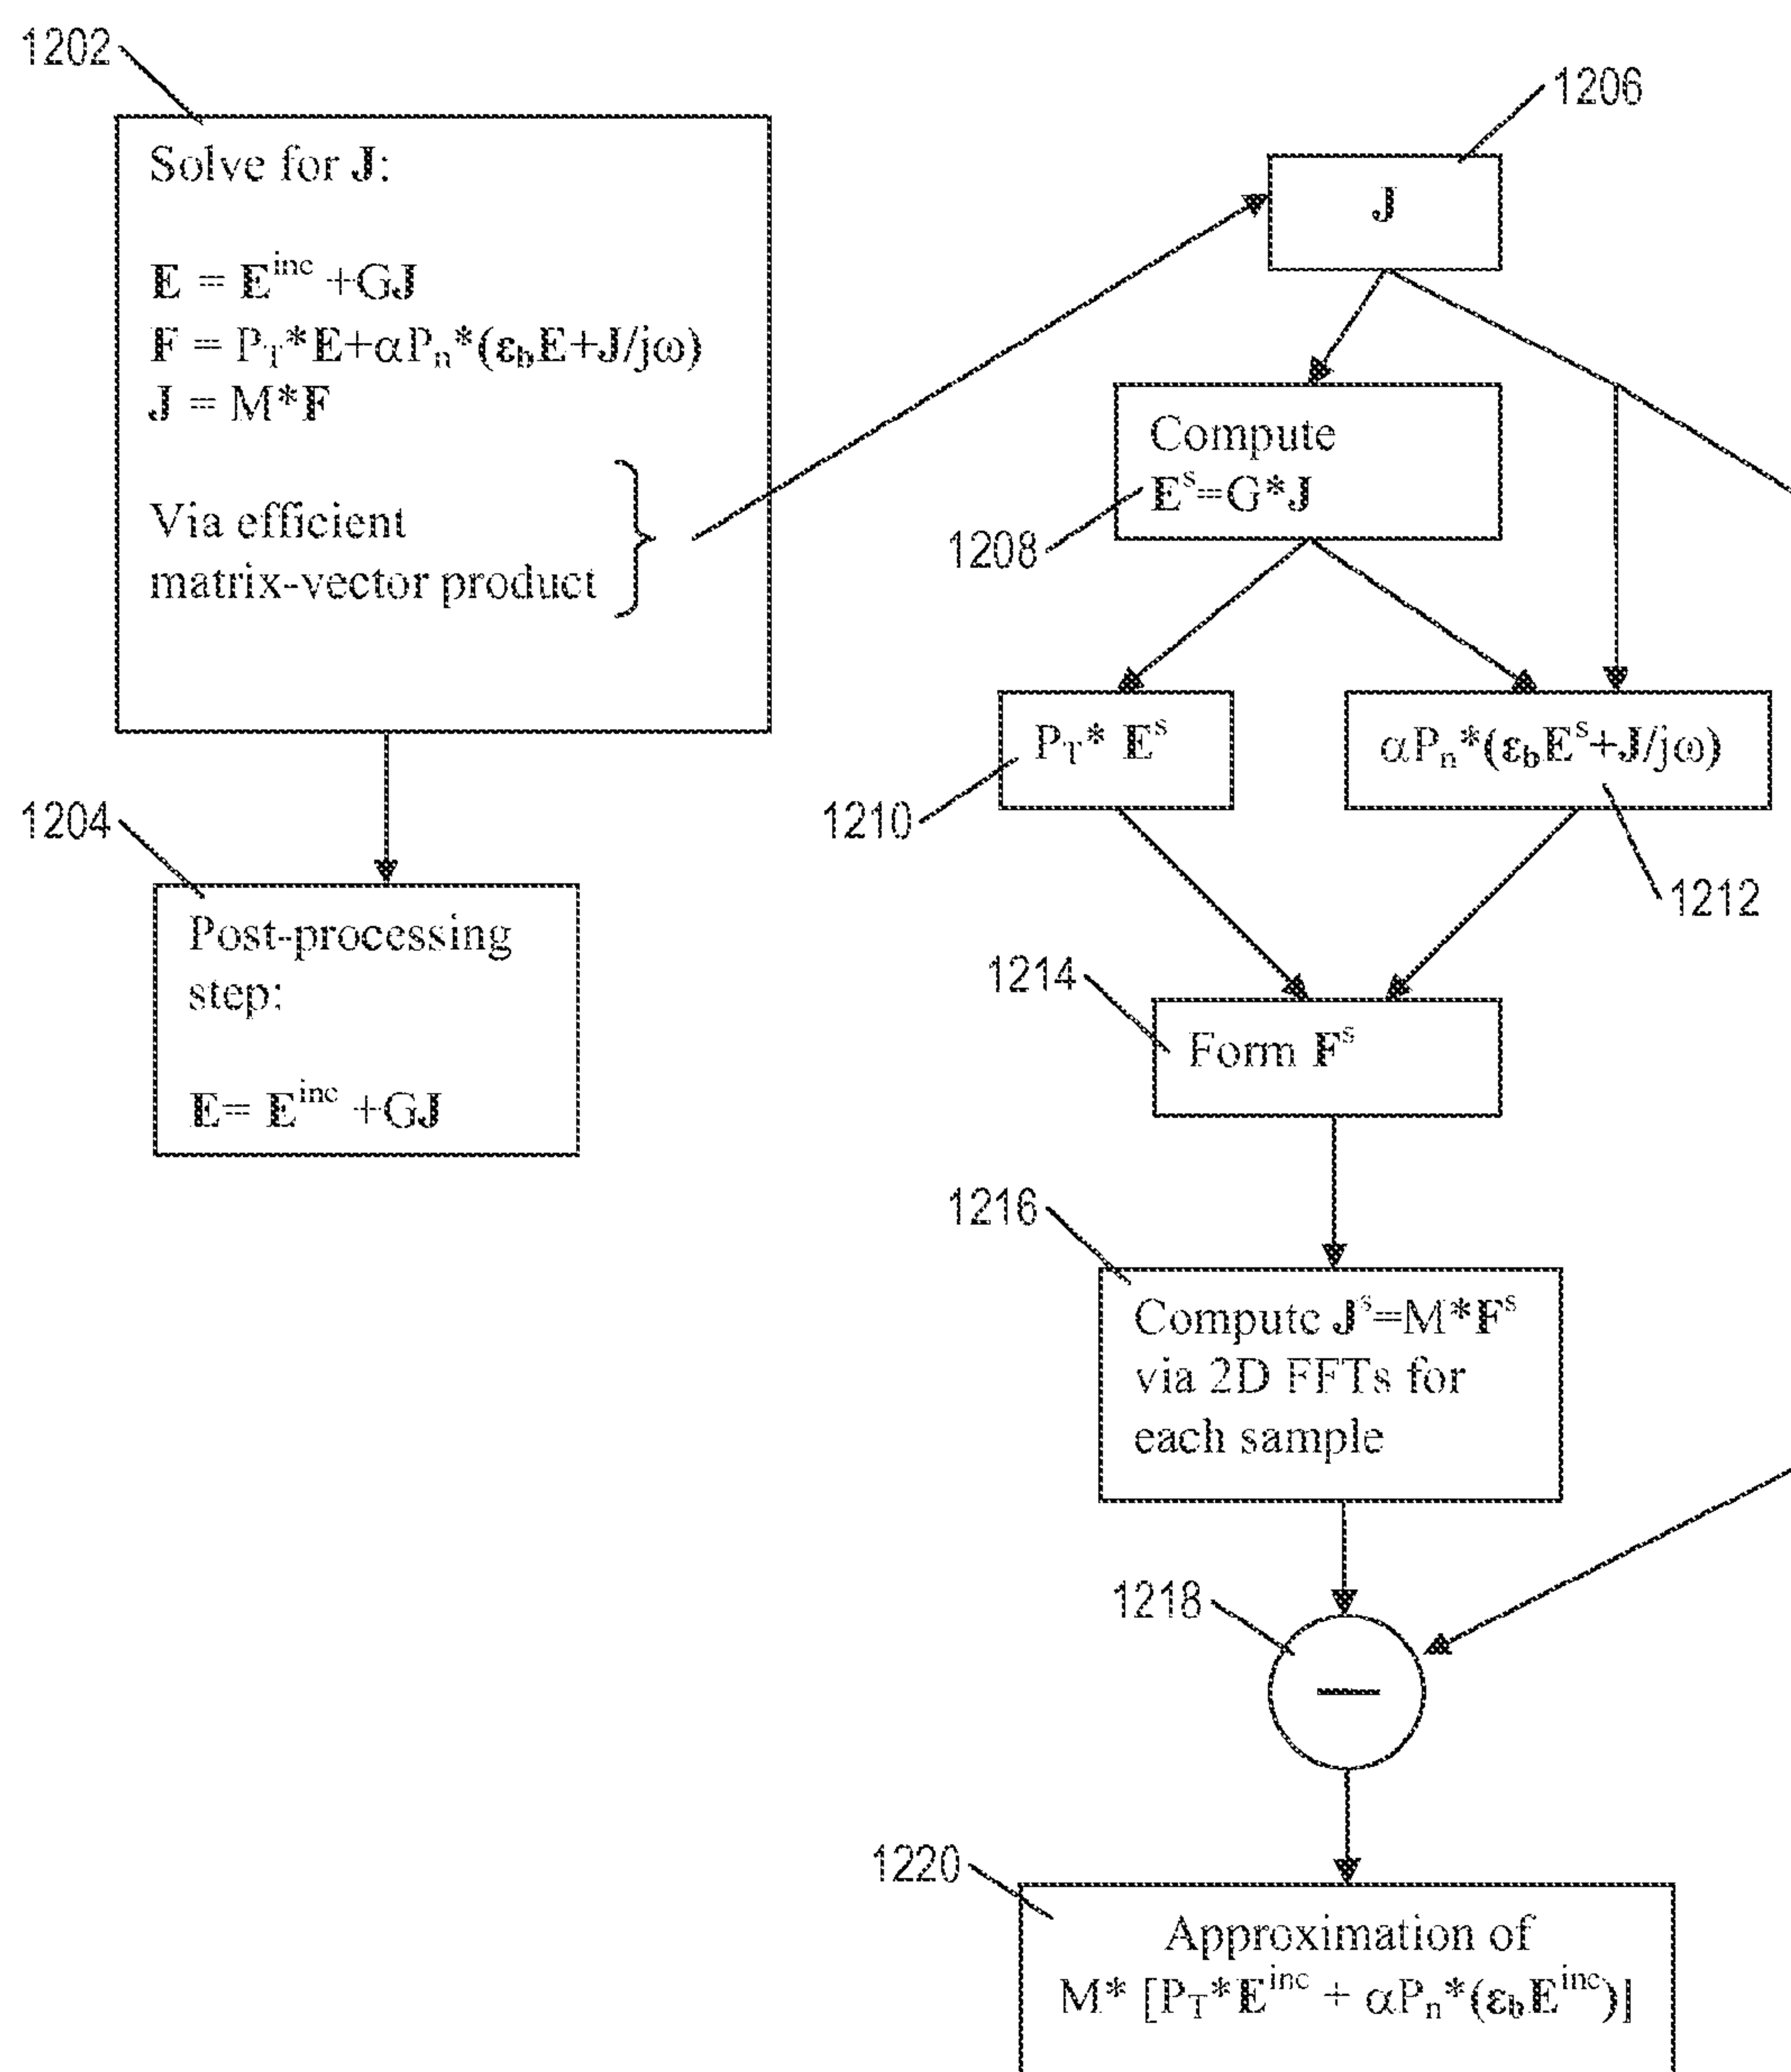 1202
Solve for J:
E = E^inc +GJ
F = P_T*E+αP_n*(ε_bE+J/jω)
J = M*F
Via efficient
matrix-vector product
1204
Post-processing
step:
E= E^inc +GJ
1206
J
Compute
E^s=G*J
1208
P_T* E^s
1210
αP_n*(ε_bE^s+J/jω)
1212
1214
Form F^s
1216
Compute J^s=M*F^s
via 2D FFTs for
each sample
1218
—
1220
Approximation of
M* [P_T*E^inc + αP_n*(ε_bE^inc)]